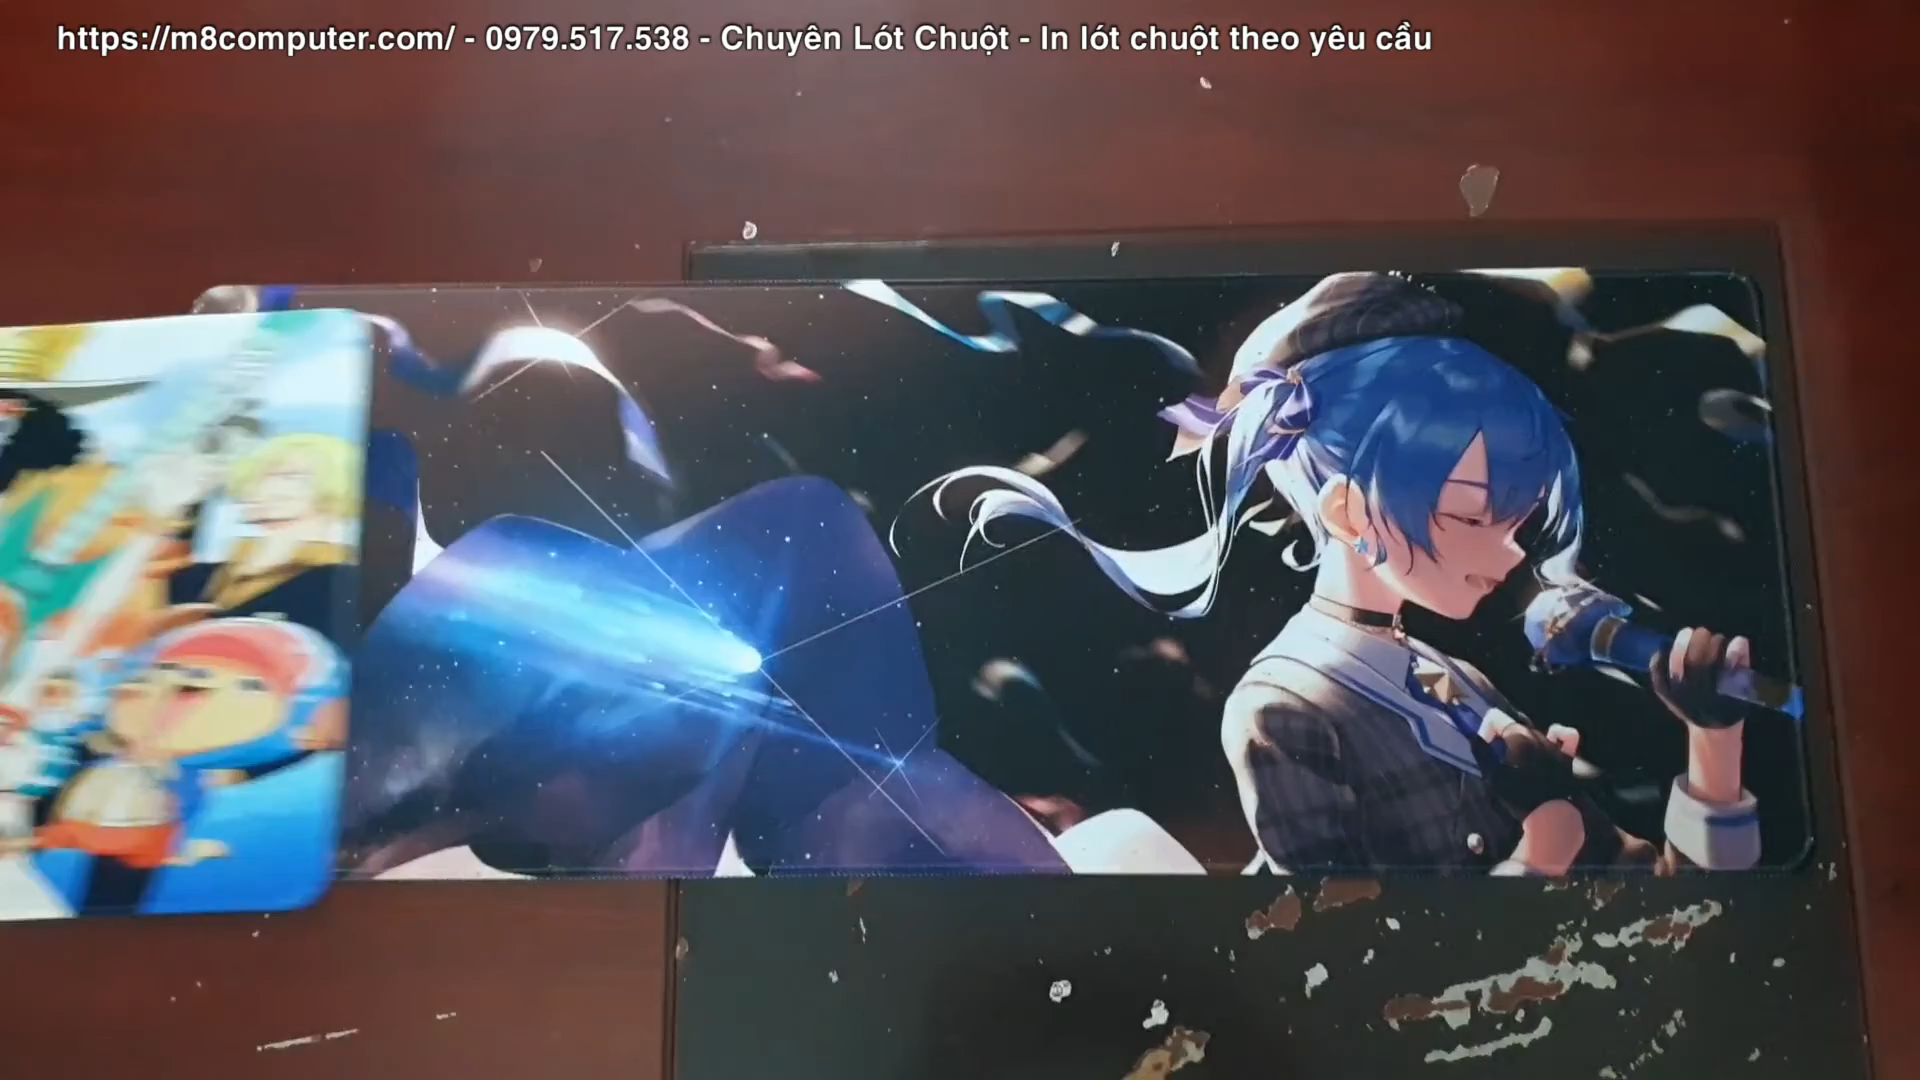 https://m8computer.com/ - 0979.517.538 - Chuyên Lót Chuột - In lót chuột theo yêu cầu